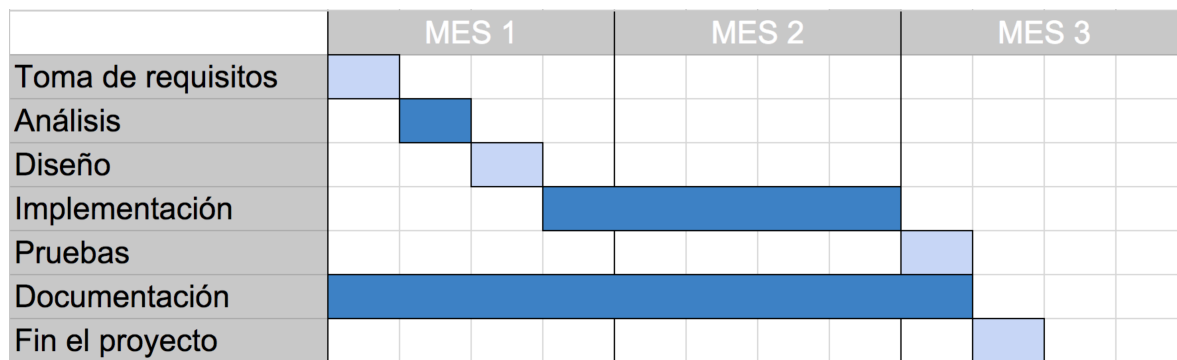 MES 1 MES 2 MES 3
Toma de requisitos
Análisis
Diseño
Implementación
Pruebas
Documentación
Fin el proyecto